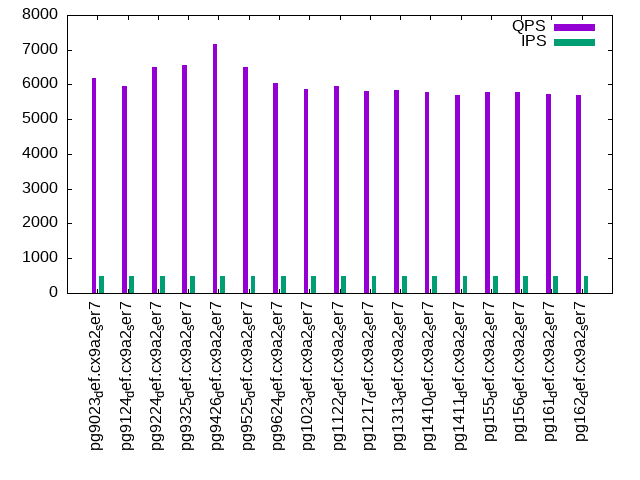 8000
7000
6000
5000
4000
3000
2000
1000
0
QPS
IPS
pg9023def.cx9a2ser7
pg9124def.cx9a2ser7
pg9224def.cx9a2ser7
pg9325def.cx9a2ser7
pg9426def.cx9a2ser7
pg9525def.cx9a2ser7
pg9624def.cx9a2ser7
pg1023def.cx9a2ser7
pg1122def.cx9a2ser7
pg1217def.cx9a2ser7
pg1313def.cx9a2ser7
pg1410def.cx9a2ser7
pg1411def.cx9a2ser7
pg155def.cx9a2ser7
pg156def.cx9a2ser7
pg161def.cx9a2ser7
pg162def.cx9a2ser7